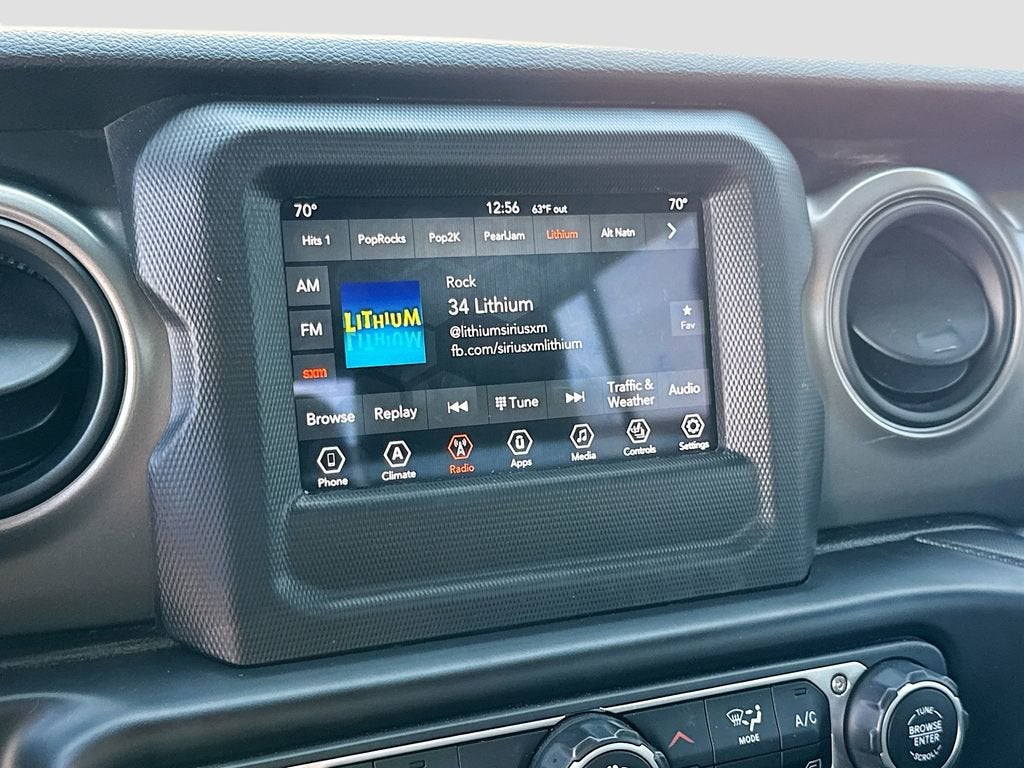 70° 12:56 63°F out 70°
Hits 1 PopRocks Pop2K PearlJam Lithium Alt Natn
AM
FM
sxm
LITHIUM
Rock
34 Lithium
@lithiumsiriusxm
fb.com/siriusxmlithium
Fav
Browse Replay Tune Traffic &
Weather Audio
Phone A Climate Radio Apps Media Controls Settings
MODE
A/C
TUNE
BROWSE
ENTER
SCROLL